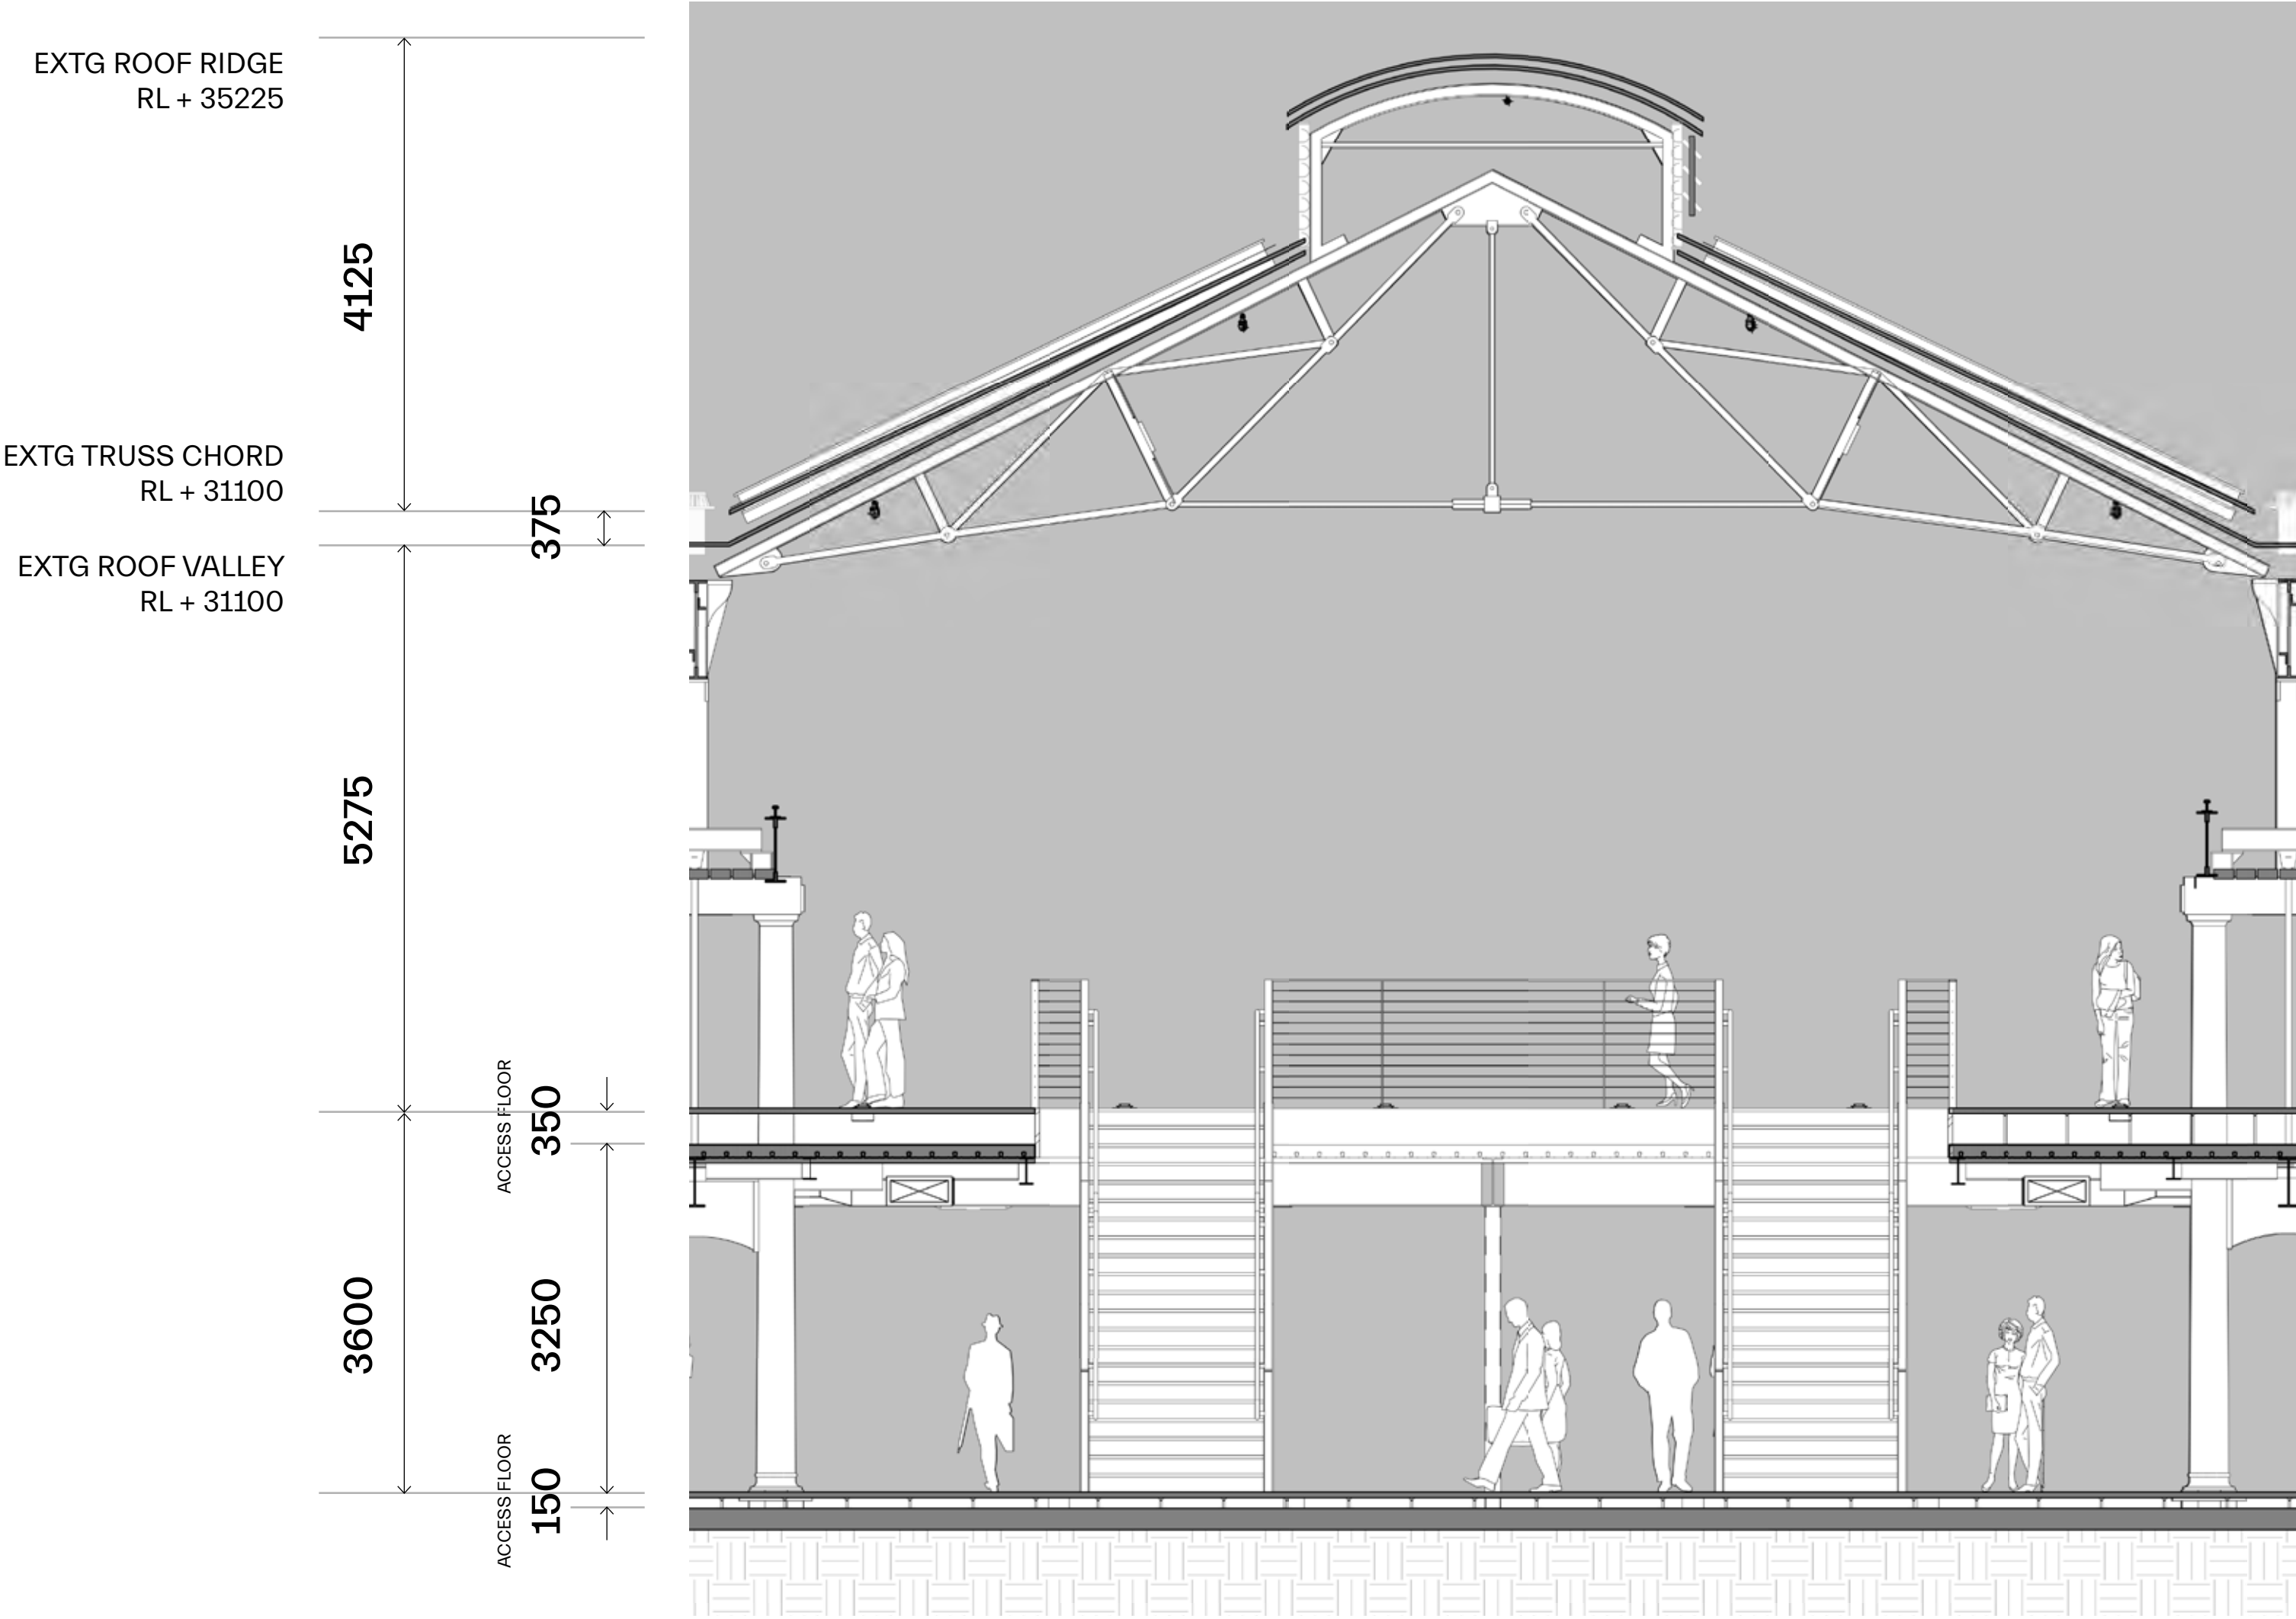 EXTG ROOF RIDGE
RL + 35225
4125
EXTG TRUSS CHORD
RL + 31100
375
EXTG ROOF VALLEY
RL + 31100
5275
ACCESS FLOOR
350
3600
3250
ACCESS FLOOR
150